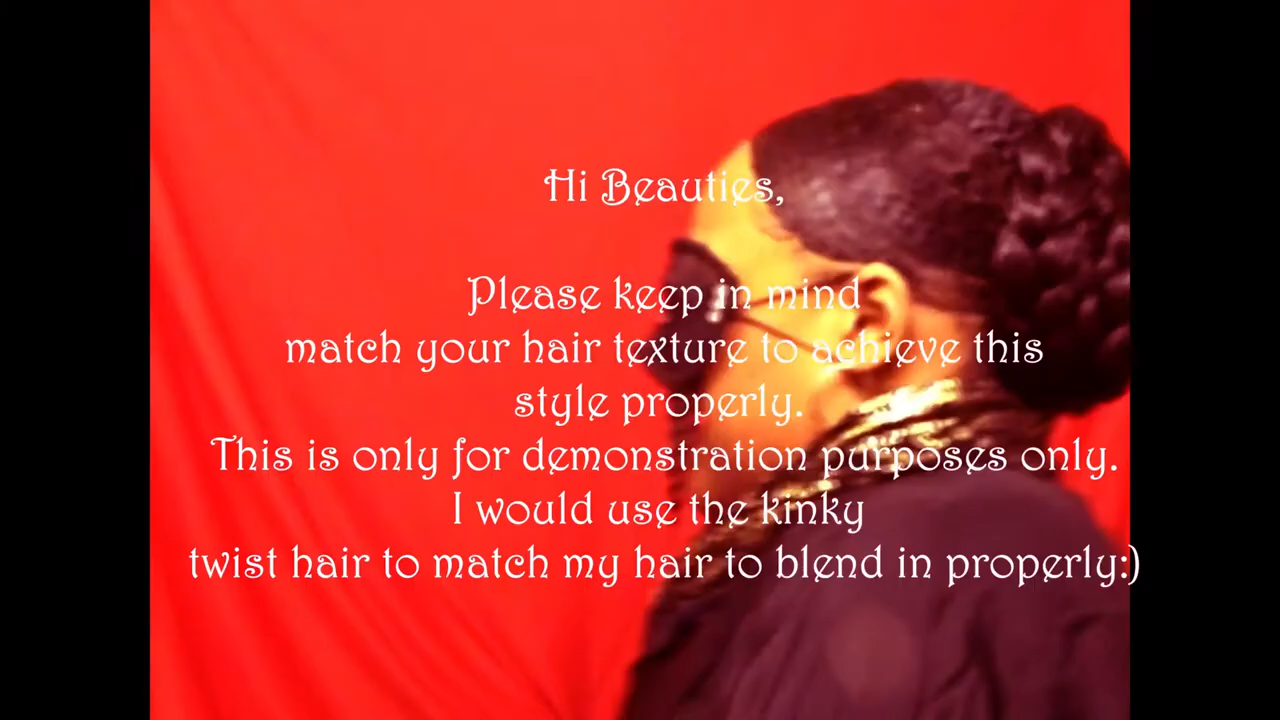 Hi Beauties,
Please keep in mind
match your hair texture to achieve this
style properly.
This is only for demonstration purposes only.
I would use the kinky
twist hair to match my hair to blend in properly:)